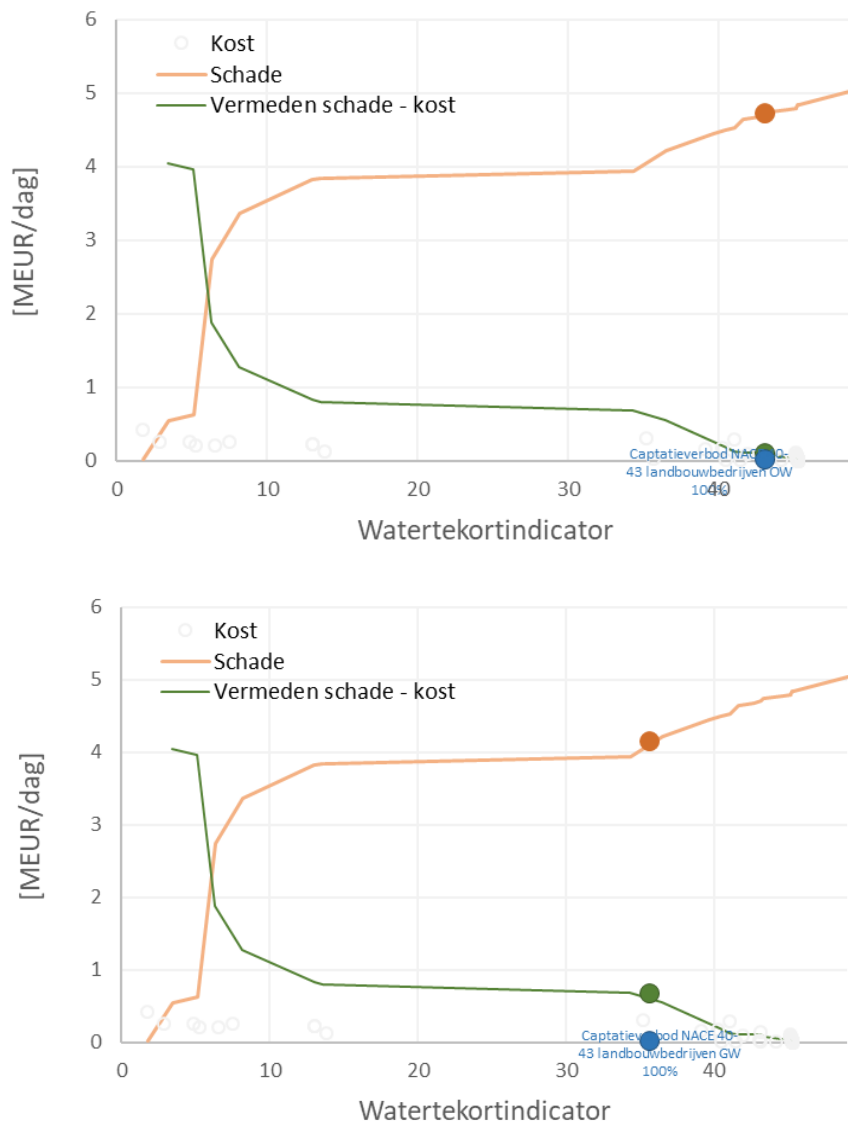 6
5
4
3
2
1
0
[MEUR/dag]
Kost
Schade
Vermeden schade - kost
Captatieverbod NACE 40-
43 landbouwbedrijven OW
100%
0
10
20
30
40
Watertekortindicator
6
5
4
3
2
1
0
[MEUR/dag]
Kost
Schade
Vermeden schade - kost
Captatieverbod NACE 40-
43 landbouwbedrijven GW
100%
0
10
20
30
40
Watertekortindicator